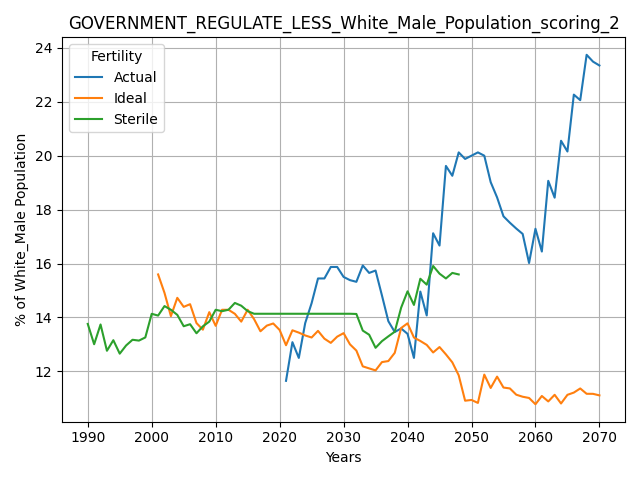 GOVERNMENT_REGULATE_LESS_White_Male_Population_scoring_2
Fertility
Actual
Ideal
Sterile
% of White_Male Population
24
22
20
18
16
14
12
1990
2000
2010
2020
2030
2040
2050
2060
2070
Years